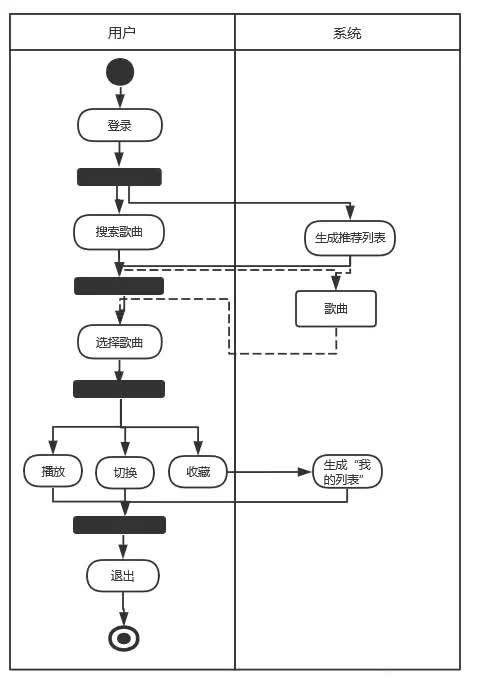 用户
系统
登录
搜索歌曲
生成推荐列表
歌曲
选择歌曲
播放
切换
收藏
生成“我
的列表”
退出